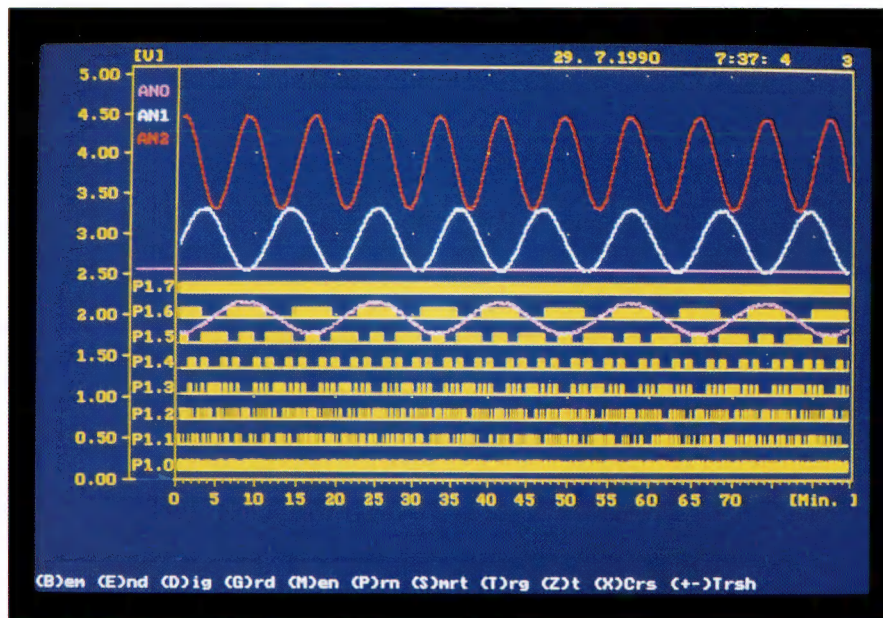 [V] 29. 7.1990 7:37: 4 3
5.00
AN0
4.50 AN1
AN2
4.00
3.50
3.00
2.50
P1.7
2.00 P1.6
P1.5
1.50 P1.4
P1.3
1.00 P1.2
0.50 P1.1
P1.0
0.00
0 5 10 15 20 25 30 35 40 45 50 55 60 65 70 [Min. ]
(B)em (E)nd (D)ig (G)rd (M)en (P)rn (S)mrt (T)rg (Z)t (X)Crs (+-)Trsh